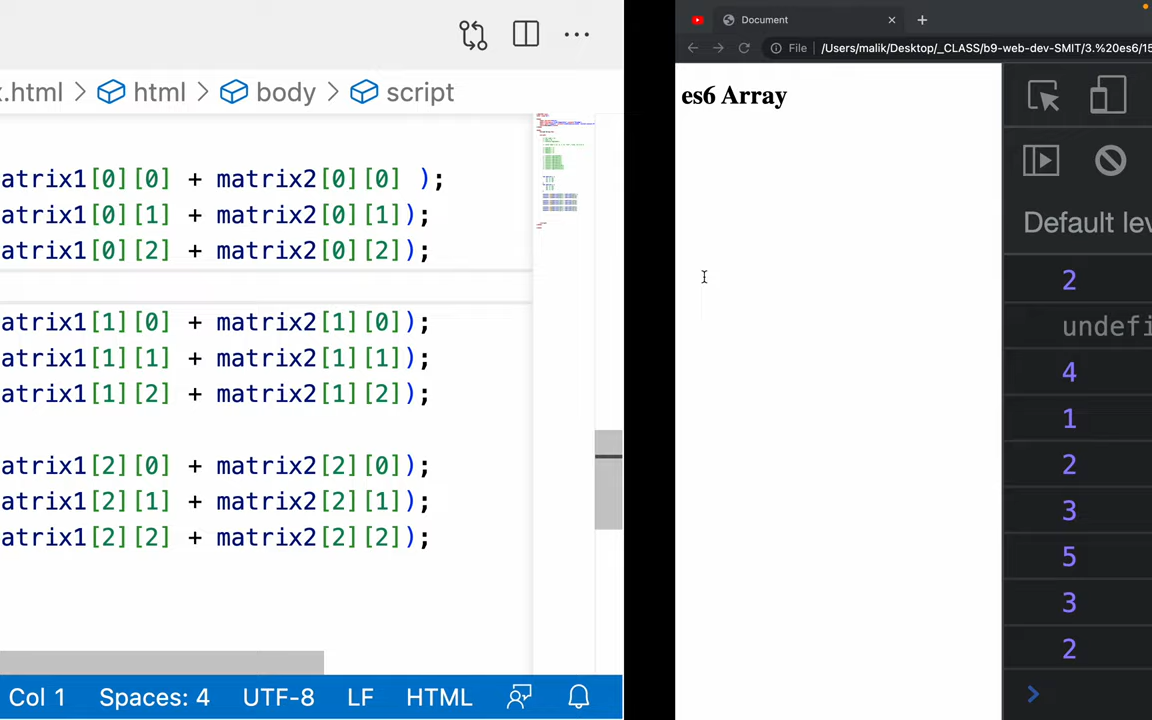 x.html > html > body > script
atrix1[0][0] + matrix2[0][0] );
atrix1[0][1] + matrix2[0][1]);
atrix1[0][2] + matrix2[0][2]);
atrix1[1][0] + matrix2[1][0]);
atrix1[1][1] + matrix2[1][1]);
atrix1[1][2] + matrix2[1][2]);
atrix1[2][0] + matrix2[2][0]);
atrix1[2][1] + matrix2[2][1]);
atrix1[2][2] + matrix2[2][2]);
Col 1 Spaces: 4 UTF-8 LF HTML
Document
File /Users/malik/Desktop/_CLASS/b9-web-dev-SMIT/3.%20es6/15
es6 Array
Default lev
2
undefi
4
1
2
3
5
3
2